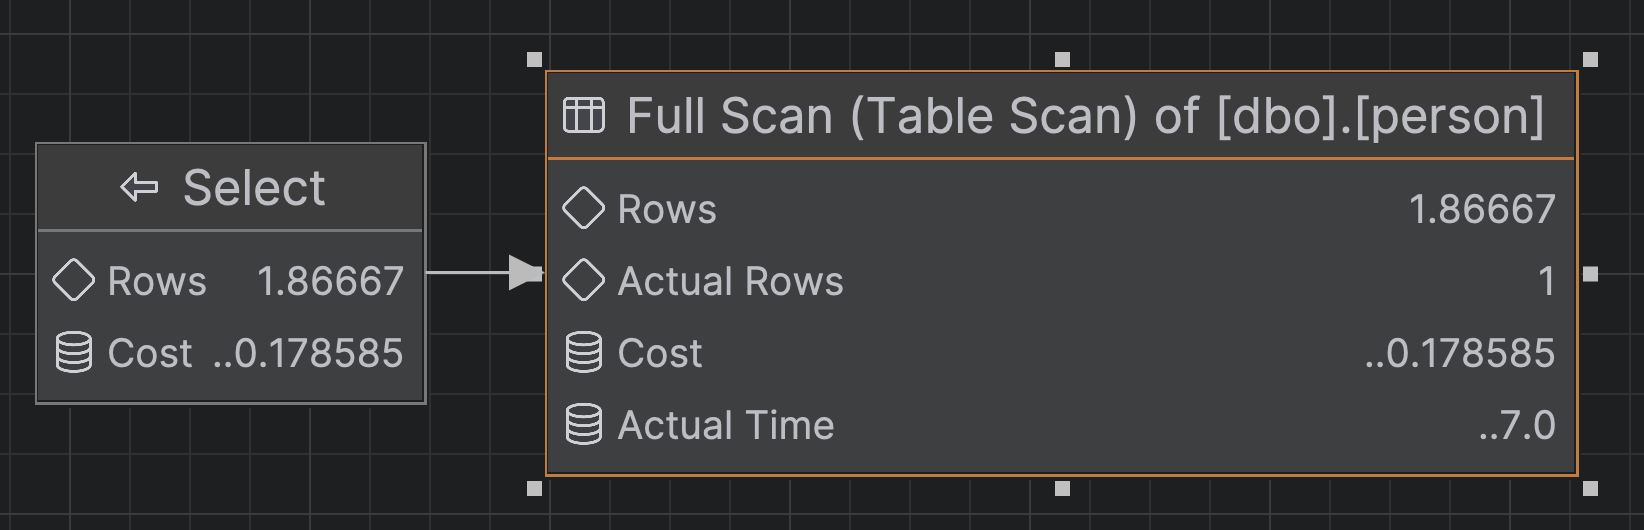 Select
Rows 1.86667
Cost ..0.178585
Full Scan (Table Scan) of [dbo].[person]
Rows 1.86667
Actual Rows 1
Cost ..0.178585
Actual Time ..7.0